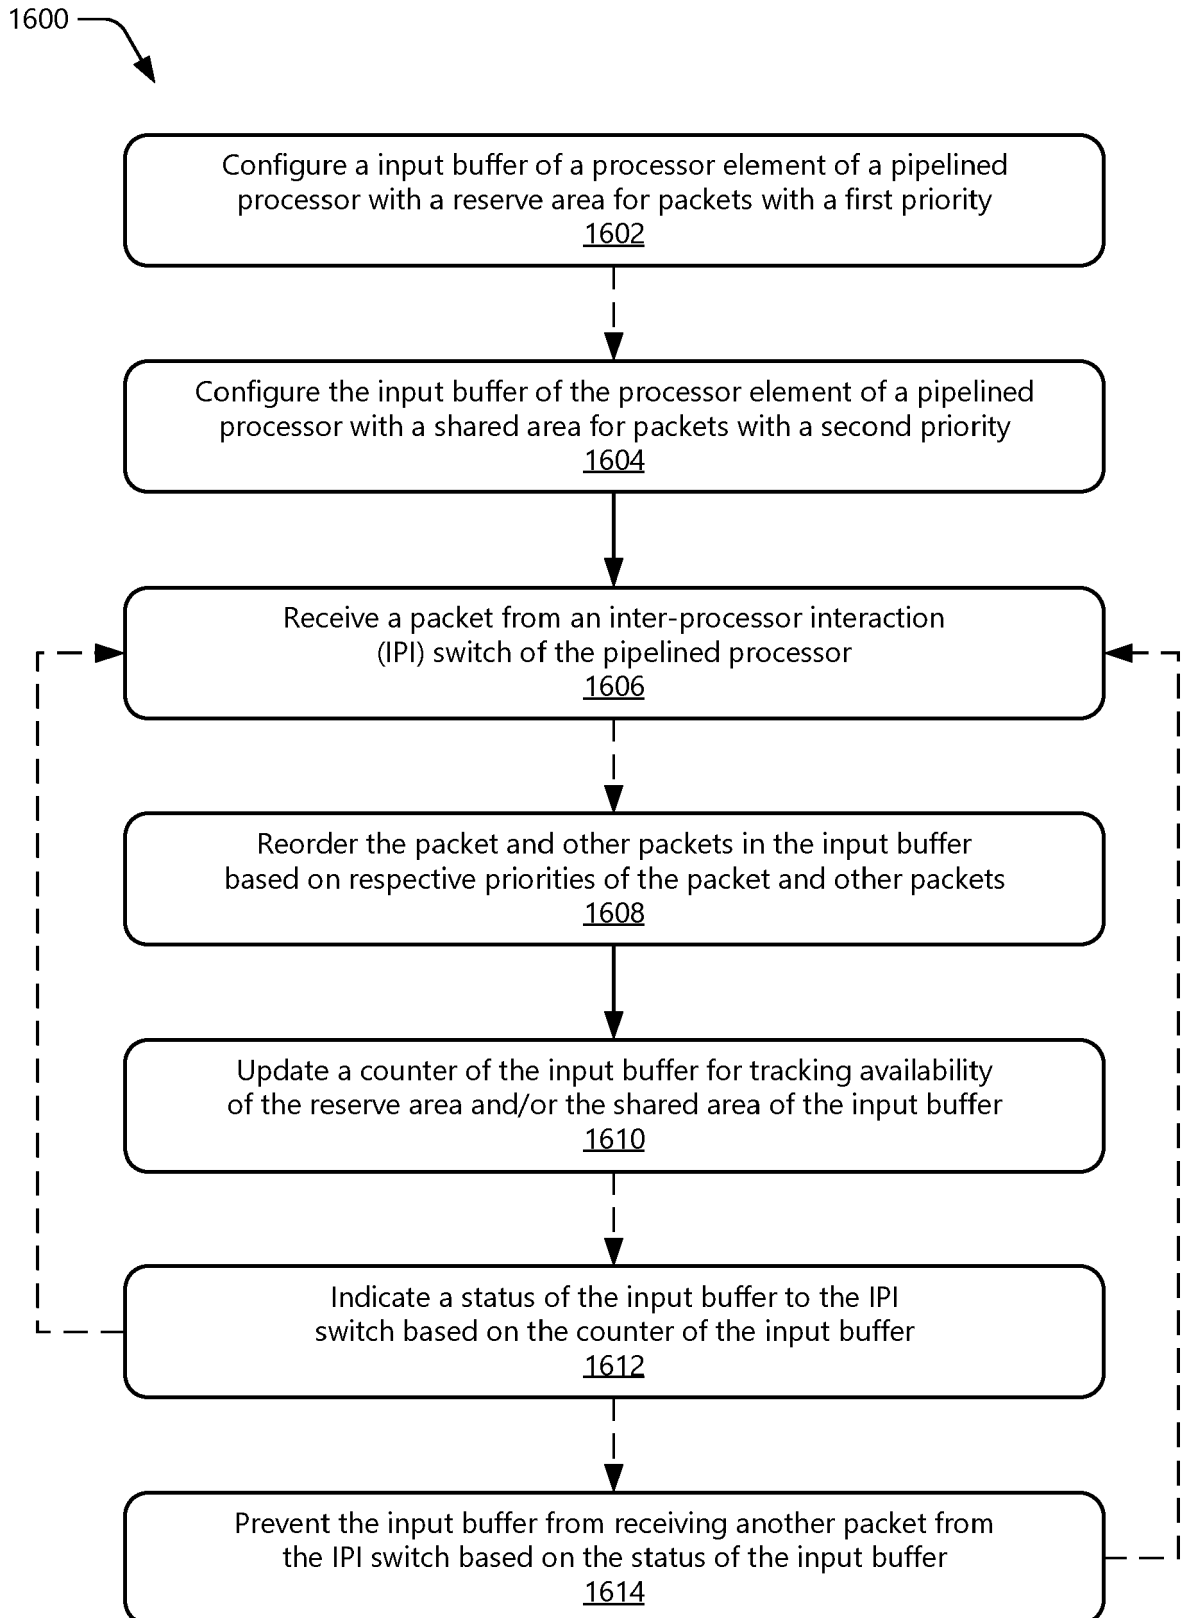 1600
Configure a input buffer of a processor element of a pipelined
processor with a reserve area for packets with a first priority
1602
Configure the input buffer of the processor element of a pipelined
processor with a shared area for packets with a second priority
1604
Receive a packet from an inter-processor interaction
(IPI) switch of the pipelined processor
1606
Reorder the packet and other packets in the input buffer
based on respective priorities of the packet and other packets
1608
Update a counter of the input buffer for tracking availability
of the reserve area and/or the shared area of the input buffer
1610
Indicate a status of the input buffer to the IPI
switch based on the counter of the input buffer
1612
Prevent the input buffer from receiving another packet from
the IPI switch based on the status of the input buffer
1614